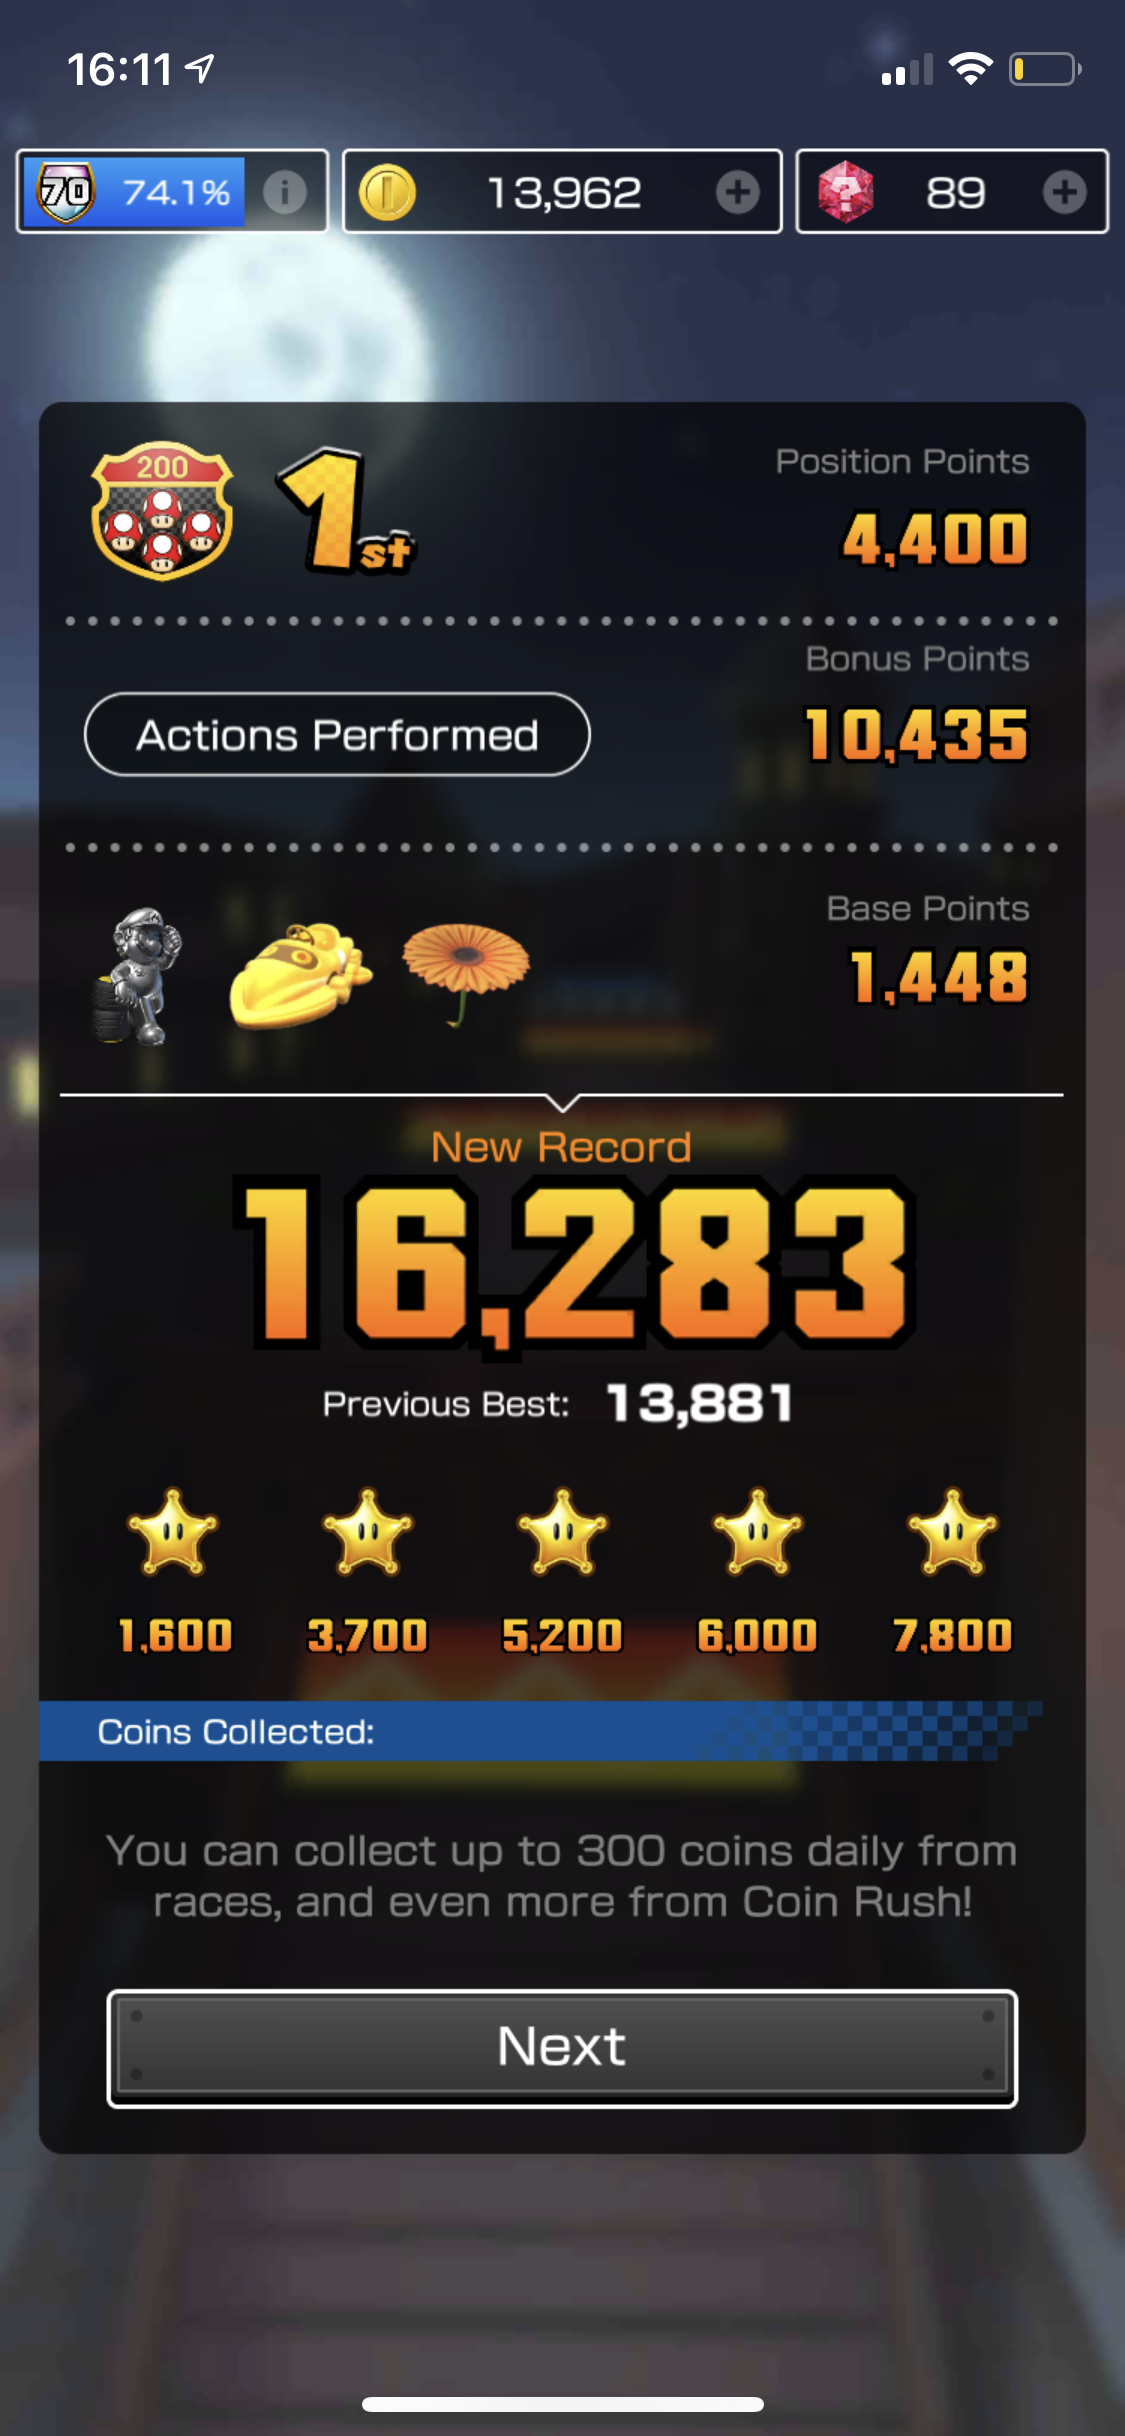 16:11
70 74.1% 13,962 89
200
1st
Position Points
4,400
Bonus Points
Actions Performed
10,435
Base Points
1,448
New Record
16,283
Previous Best: 13,881
1,600 3,700 5,200 6,000 7,800
Coins Collected:
You can collect up to 300 coins daily from
races, and even more from Coin Rush!
Next